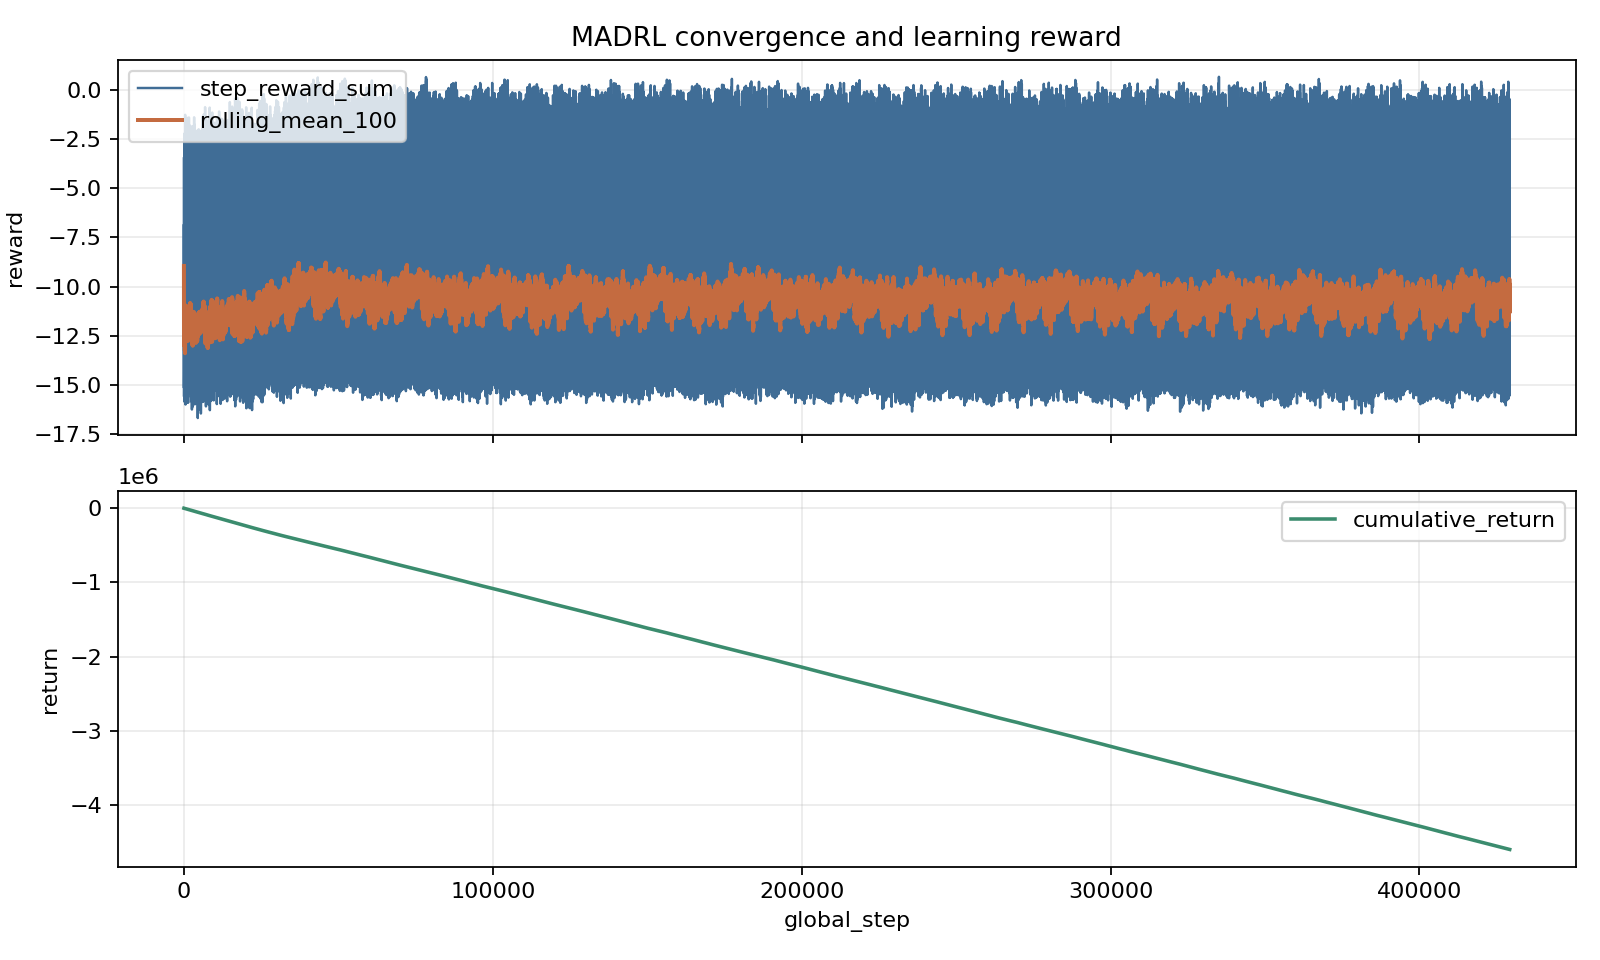 MADRL convergence and learning reward
step_reward_sum
rolling_mean_100
reward
0.0
−2.5
−5.0
−7.5
−10.0
−12.5
−15.0
−17.5
1e6
cumulative_return
return
0
−1
−2
−3
−4
0
100000
200000
300000
400000
global_step